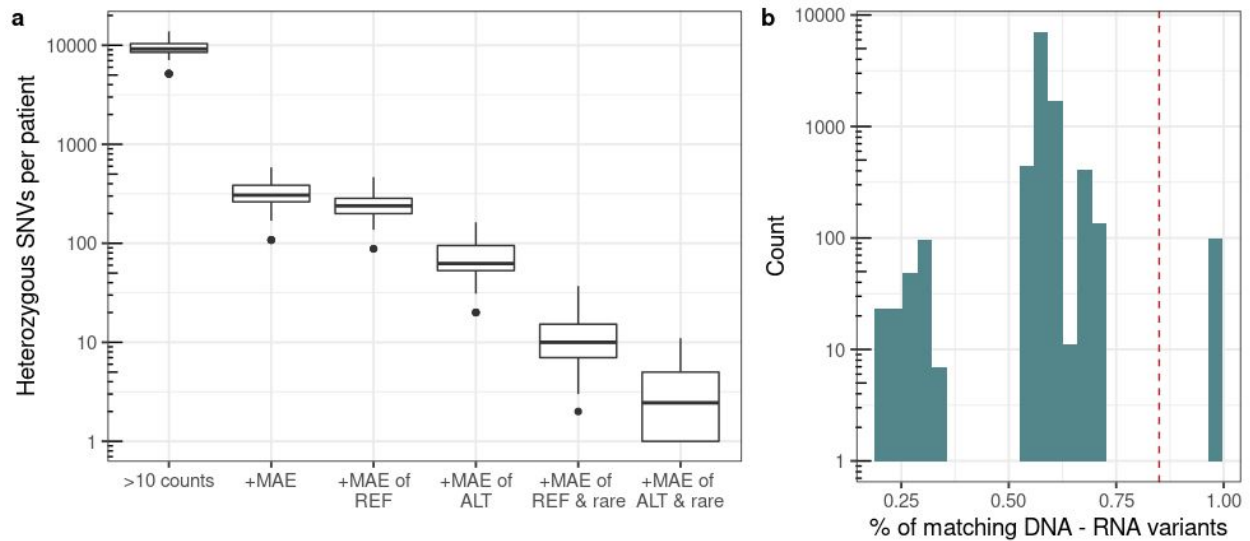 a
Heterozygous SNVs per patient
10000
1000
100
10
1
>10 counts
+MAE
+MAE of
REF
+MAE of
ALT
+MAE of
REF & rare
+MAE of
ALT & rare
b
Count
10000
1000
100
10
1
0.25
0.50
0.75
1.00
% of matching DNA - RNA variants